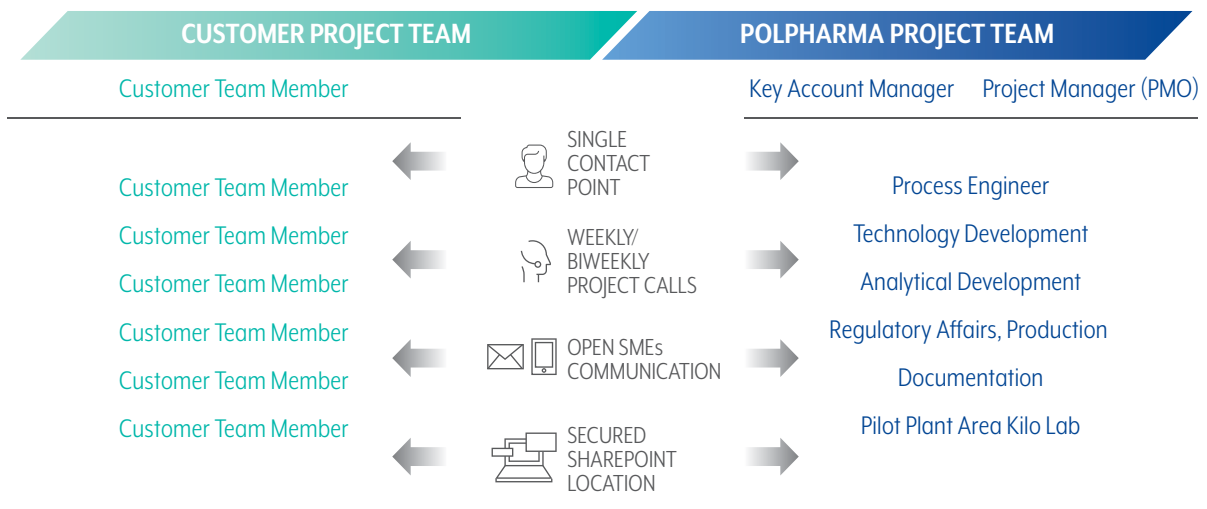 CUSTOMER PROJECT TEAM
POLPHARMA PROJECT TEAM
Customer Team Member
Key Account Manager
Project Manager (PMO)
SINGLE
CONTACT
POINT
Customer Team Member
Process Engineer
Customer Team Member
WEEKLY/
BIWEEKLY
PROJECT CALLS
Technology Development
Customer Team Member
Analytical Development
Customer Team Member
Regulatory Affairs, Production
OPEN SMEs
COMMUNICATION
Customer Team Member
Documentation
Customer Team Member
Pilot Plant Area Kilo Lab
SECURED
SHAREPOINT
LOCATION